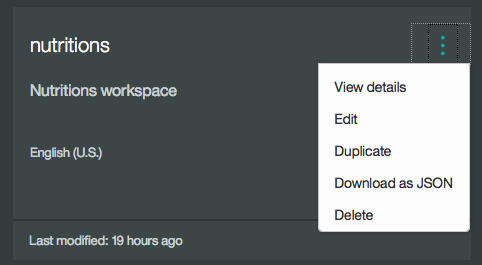 nutritions
Nutritions workspace
English (U.S.)
Last modified: 19 hours ago
View details
Edit
Duplicate
Download as JSON
Delete